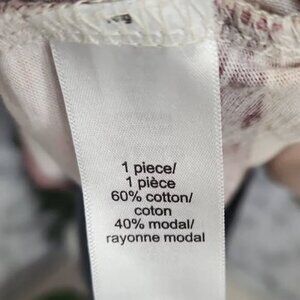 1 piece/
1 pièce
60% cotton/
coton
40% modal/
rayonne modal